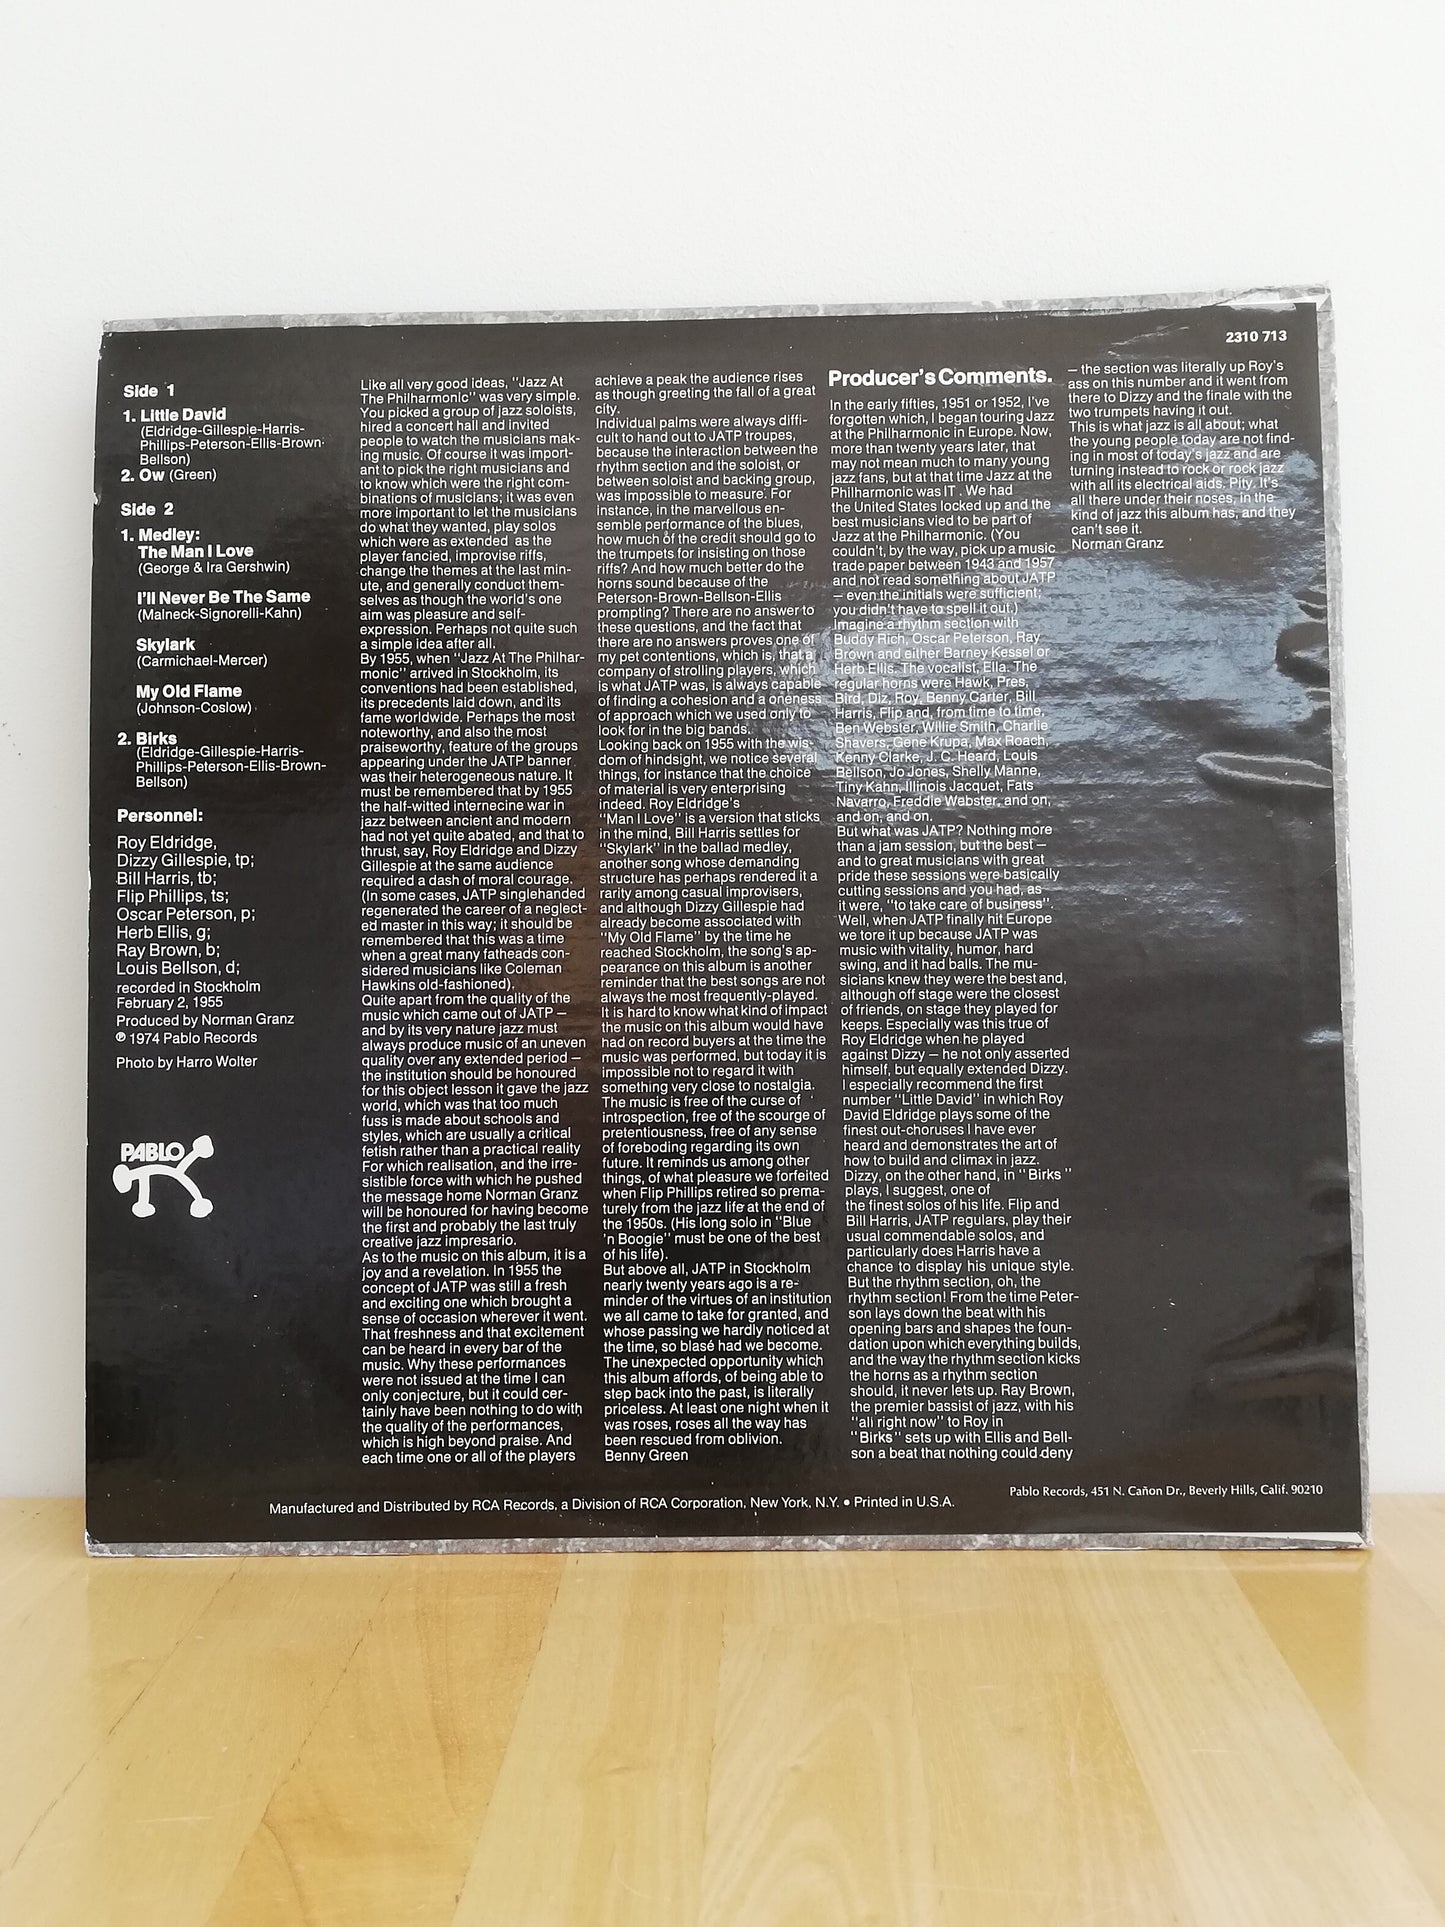 2310 713
Side 1
1. Little David
(Eldridge-Gillespie-Harris-
Phillips-Peterson-Ellis-Brown-
Bellson)
2. Ow (Green)
Side 2
1. Medley:
The Man I Love
(George & Ira Gershwin)
I'll Never Be The Same
(Malneck-Signorelli-Kahn)
Skylark
(Carmichael-Mercer)
My Old Flame
(Johnson-Coslow)
2. Birks
(Eldridge-Gillespie-Harris-
Phillips-Peterson-Ellis-Brown-
Bellson)
Personnel:
Roy Eldridge,
Dizzy Gillespie, tp;
Bill Harris, tb;
Flip Phillips, ts;
Oscar Peterson, p;
Herb Ellis, g;
Ray Brown, b;
Louis Bellson, d;
recorded in Stockholm
February 2, 1955
Produced by Norman Granz
℗ 1974 Pablo Records
Photo by Harro Wolter
PABLO
Like all very good ideas, "Jazz At
The Philharmonic" was very simple.
You picked a group of jazz soloists,
hired a concert hall and invited
people to watch the musicians mak-
ing music. Of course it was import-
ant to pick the right musicians and
to know which were the right com-
binations of musicians; it was even
more important to let the musicians
do what they wanted, play solos
which were as extended as the
player fancied, improvise riffs,
change the themes at the last min-
ute, and generally conduct them-
selves as though the world's one
aim was pleasure and self-
expression. Perhaps not quite such
a simple idea after all.
By 1955, when "Jazz At The Philhar-
monic" arrived in Stockholm, its
conventions had been established,
its precedents laid down, and its
fame worldwide. Perhaps the most
noteworthy, and also the most
praiseworthy, feature of the groups
appearing under the JATP banner
was their heterogeneous nature. It
must be remembered that by 1955
the half-witted internecine war in
jazz between ancient and modern
had not yet quite abated, and that to
thrust, say, Roy Eldridge and Dizzy
Gillespie at the same audience
required a dash of moral courage.
(In some cases, JATP singlehanded
regenerated the career of a neglect-
ed master in this way; it should be
remembered that this was a time
when a great many fatheads con-
sidered musicians like Coleman
Hawkins old-fashioned).
Quite apart from the quality of the
music which came out of JATP —
and by its very nature jazz must
always produce music of an uneven
quality over any extended period —
the institution should be honoured
for this object lesson it gave the jazz
world, which was that too much
fuss is made about schools and
styles, which are usually a critical
fetish rather than a practical reality
For which realisation, and the irre-
sistible force with which he pushed
the message home Norman Granz
will be honoured for having become
the first and probably the last truly
creative jazz impresario.
As to the music on this album, it is a
joy and a revelation. In 1955 the
concept of JATP was still a fresh
and exciting one which brought a
sense of occasion wherever it went.
That freshness and that excitement
can be heard in every bar of the
music. Why these performances
were not issued at the time I can
only conjecture, but it could cer-
tainly have been nothing to do with
the quality of the performances,
which is high beyond praise. And
each time one or all of the players
achieve a peak the audience rises
as though greeting the fall of a great
city.
Individual palms were always diffi-
cult to hand out to JATP troupes,
because the interaction between the
rhythm section and the soloist, or
between soloist and backing group,
was impossible to measure. For
instance, in the marvellous en-
semble performance of the blues,
how much of the credit should go to
the trumpets for insisting on those
riffs? And how much better do the
horns sound because of the
Peterson-Brown-Bellson-Ellis
prompting? There are no answer to
these questions, and the fact that
there are no answers proves one of
my pet contentions, which is, that a
company of strolling players, which
is what JATP was, is always capable
of finding a cohesion and a oneness
of approach which we used only to
look for in the big bands.
Looking back on 1955 with the wis-
dom of hindsight, we notice several
things, for instance that the choice
of material is very enterprising
indeed. Roy Eldridge's
"Man I Love" is a version that sticks
in the mind, Bill Harris settles for
"Skylark" in the ballad medley,
another song whose demanding
structure has perhaps rendered it a
rarity among casual improvisers,
and although Dizzy Gillespie had
already become associated with
"My Old Flame" by the time he
reached Stockholm, the song's ap-
pearance on this album is another
reminder that the best songs are not
always the most frequently-played.
It is hard to know what kind of impact
the music on this album would have
had on record buyers at the time the
music was performed, but today it is
impossible not to regard it with
something very close to nostalgia.
The music is free of the curse of
introspection, free of the scourge of
pretentiousness, free of any sense
of foreboding regarding its own
future. It reminds us among other
things, of what pleasure we forfeited
when Flip Phillips retired so prema-
turely from the jazz life at the end of
the 1950s. (His long solo in "Blue
'n Boogie" must be one of the best
of his life).
But above all, JATP in Stockholm
nearly twenty years ago is a re-
minder of the virtues of an institution
we all came to take for granted, and
whose passing we hardly noticed at
the time, so blasé had we become.
The unexpected opportunity which
this album affords, of being able to
step back into the past, is literally
priceless. At least one night when it
was roses, roses all the way has
been rescued from oblivion.
Benny Green
Producer's Comments.
In the early fifties, 1951 or 1952, I've
forgotten which, I began touring Jazz
at the Philharmonic in Europe. Now,
more than twenty years later, that
may not mean much to many young
jazz fans, but at that time Jazz at the
Philharmonic was IT . We had
the United States locked up and the
best musicians vied to be part of
Jazz at the Philharmonic. (You
couldn't, by the way, pick up a music
trade paper between 1943 and 1957
and not read something about JATP
— even the initials were sufficient;
you didn't have to spell it out.)
Imagine a rhythm section with
Buddy Rich, Oscar Peterson, Ray
Brown and either Barney Kessel or
Herb Ellis. The vocalist, Ella. The
regular horns were Hawk, Pres,
Bird, Diz, Roy, Benny Carter, Bill
Harris, Flip and, from time to time,
Ben Webster, Willie Smith, Charlie
Shavers, Gene Krupa, Max Roach,
Kenny Clarke, J. C. Heard, Louis
Bellson, Jo Jones, Shelly Manne,
Tiny Kahn, Illinois Jacquet, Fats
Navarro, Freddie Webster, and on,
and on, and on.
But what was JATP? Nothing more
than a jam session, but the best —
and to great musicians with great
pride these sessions were basically
cutting sessions and you had, as
it were, "to take care of business".
Well, when JATP finally hit Europe
we tore it up because JATP was
music with vitality, humor, hard
swing, and it had balls. The mu-
sicians knew they were the best and,
although off stage were the closest
of friends, on stage they played for
keeps. Especially was this true of
Roy Eldridge when he played
against Dizzy — he not only asserted
himself, but equally extended Dizzy.
I especially recommend the first
number "Little David" in which Roy
David Eldridge plays some of the
finest out-choruses I have ever
heard and demonstrates the art of
how to build and climax in jazz.
Dizzy, on the other hand, in "Birks"
plays, I suggest, one of
the finest solos of his life. Flip and
Bill Harris, JATP regulars, play their
usual commendable solos, and
particularly does Harris have a
chance to display his unique style.
But the rhythm section, oh, the
rhythm section! From the time Peter-
son lays down the beat with his
opening bars and shapes the foun-
dation upon which everything builds,
and the way the rhythm section kicks
the horns as a rhythm section
should, it never lets up. Ray Brown,
the premier bassist of jazz, with his
"all right now" to Roy in
"Birks" sets up with Ellis and Bell-
son a beat that nothing could deny
— the section was literally up Roy's
ass on this number and it went from
there to Dizzy and the finale with the
two trumpets having it out.
This is what jazz is all about; what
the young people today are not find-
ing in most of today's jazz and are
turning instead to rock or rock jazz
with all its electrical aids. Pity. It's
all there under their noses, in the
kind of jazz this album has, and they
can't see it.
Norman Granz
Manufactured and Distributed by RCA Records, a Division of RCA Corporation, New York, N.Y. • Printed in U.S.A.
Pablo Records, 451 N. Cañon Dr., Beverly Hills, Calif. 90210